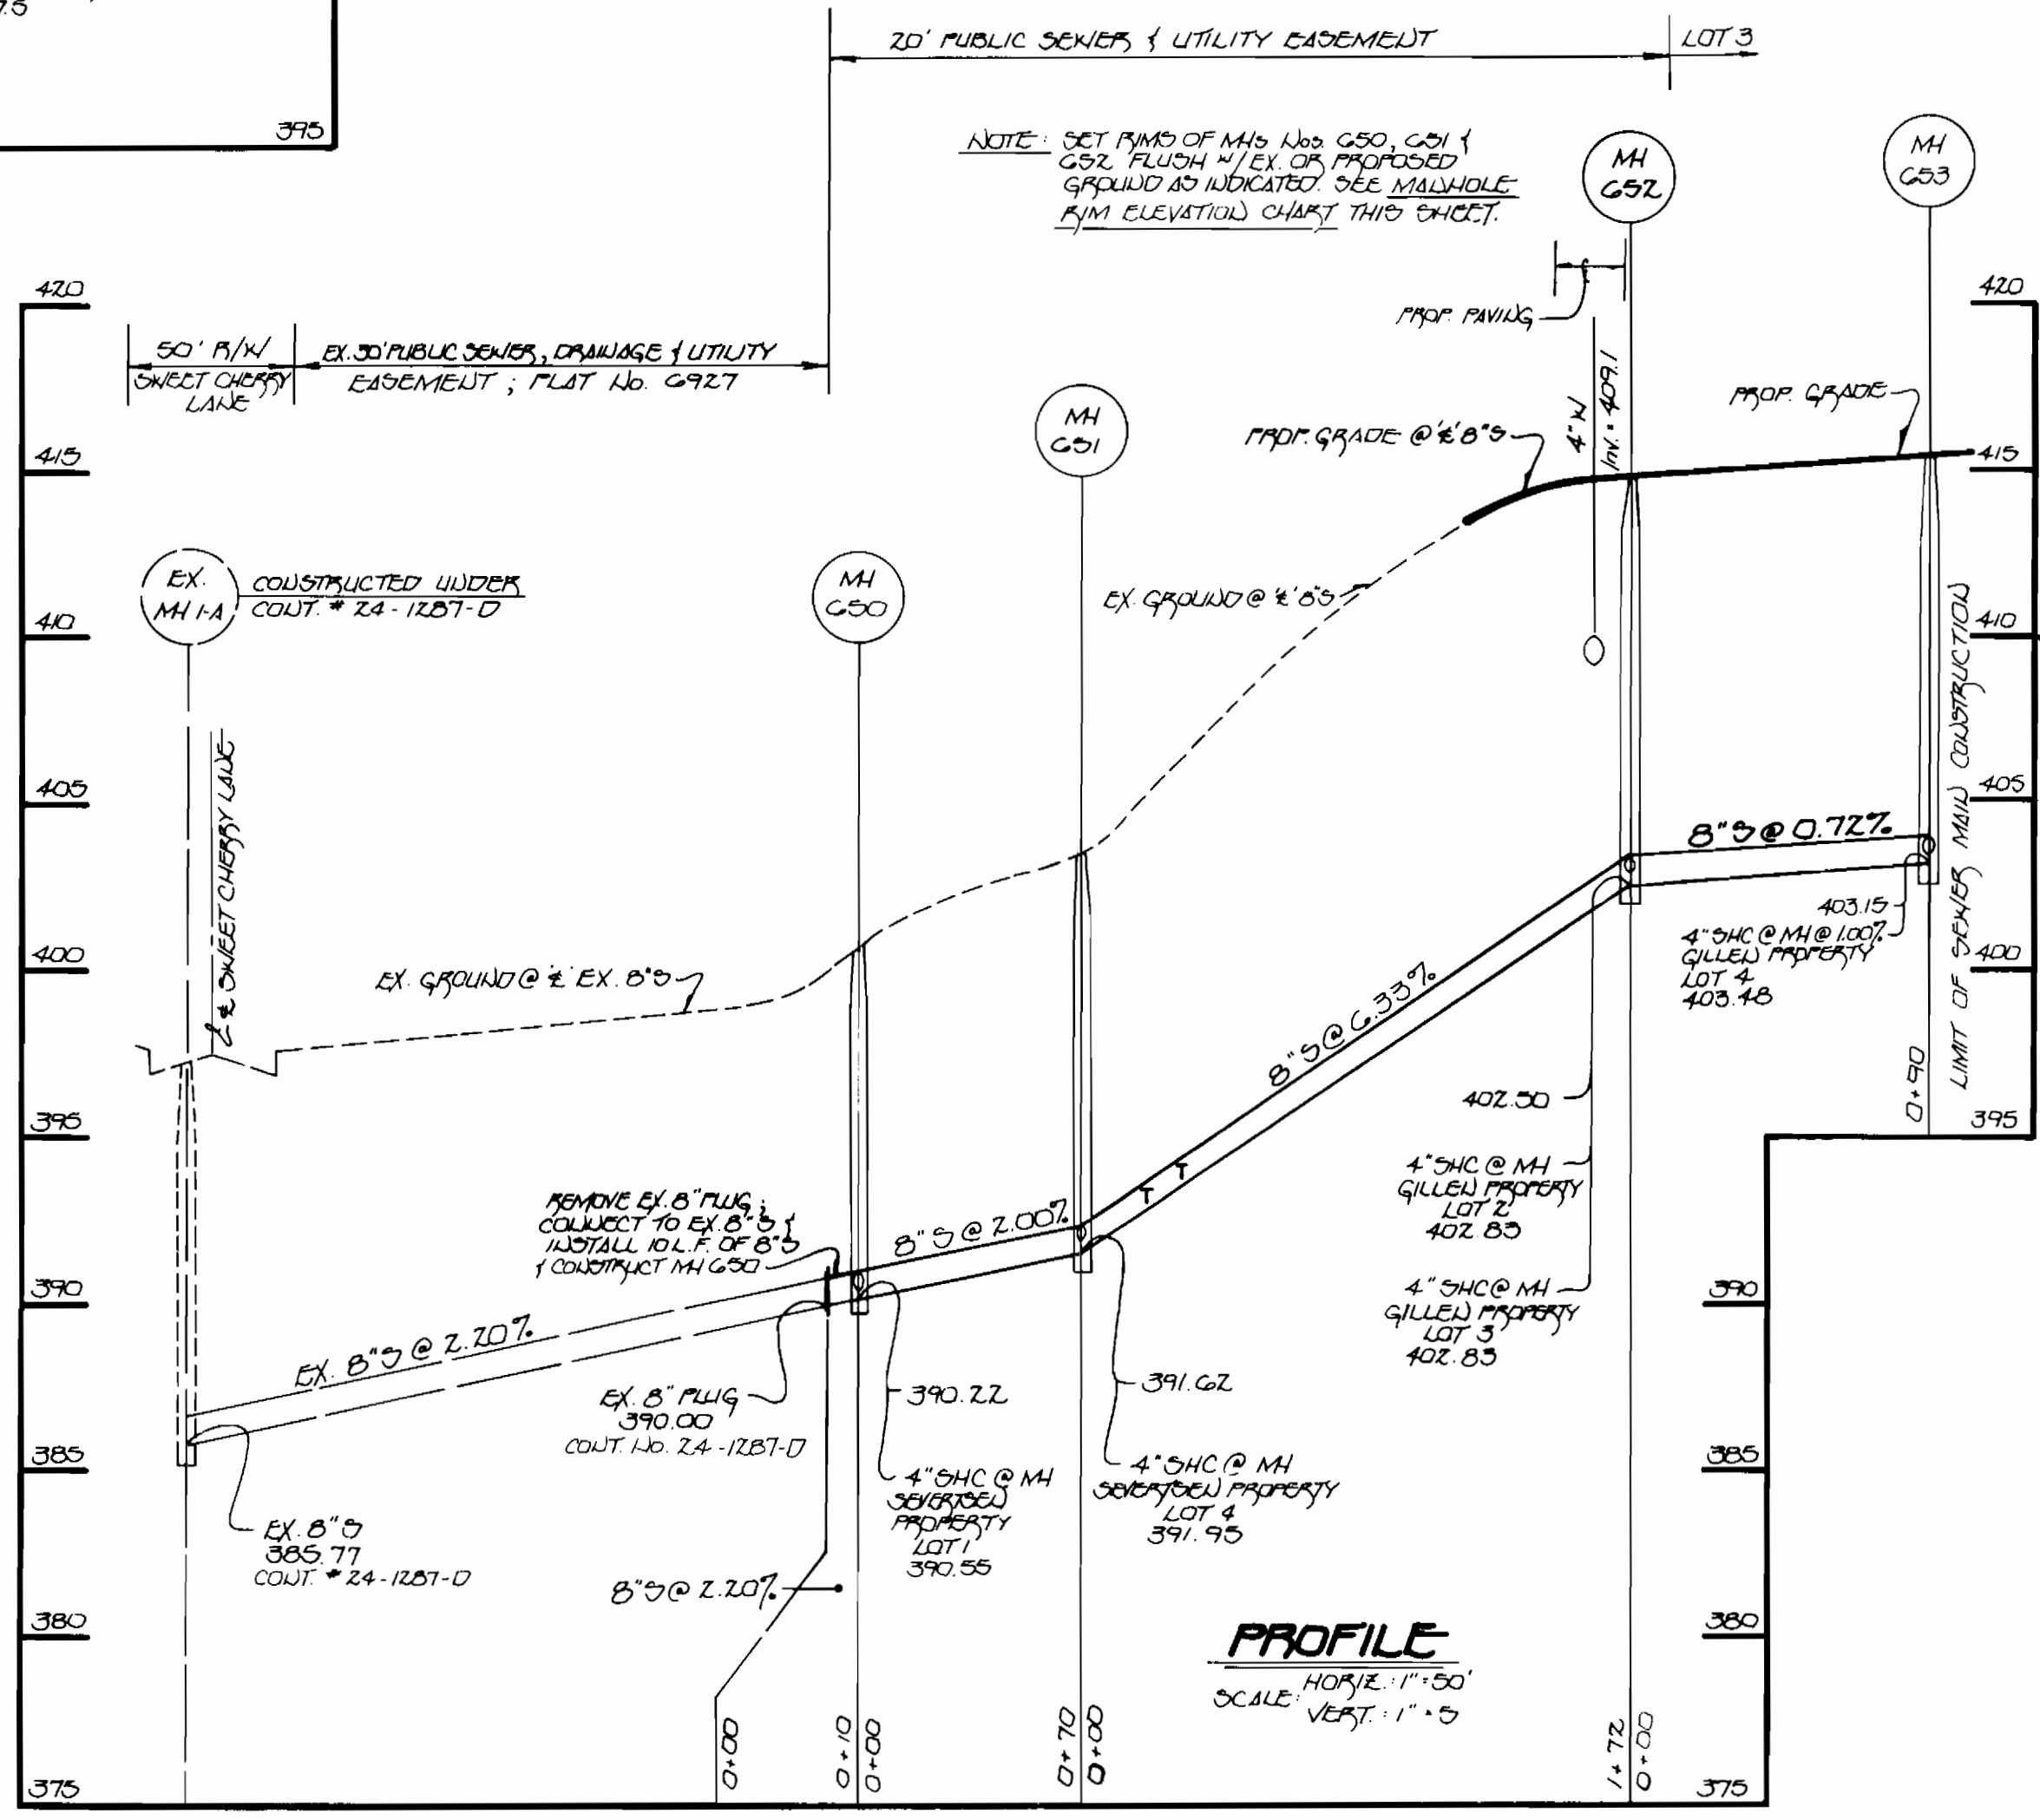 7.5
395
20' PUBLIC SEWER & UTILITY EASEMENT
LOT 3
NOTE: SET RIMS OF MHs Nos. 650, 651 &
652 FLUSH W/EX. OR PROPOSED
GROUND AS INDICATED. SEE MANHOLE
RIM ELEVATION CHART THIS SHEET.
MH
652
MH
653
420
420
50' R/W
SWEET CHERRY
LANE
EX. 30' PUBLIC SEWER, DRAINAGE & UTILITY
EASEMENT ; PLAT No. 6927
PROP. PAVING
MH
651
4" W
Inv. = 409.1
PROP. GRADE @ ℄ 8"S
PROP. GRADE
415
415
EX.
MH 1-A
CONSTRUCTED UNDER
CONT. # 24-1287-D
MH
650
EX. GROUND @ ℄ 8"S
410
410
LIMIT OF SEWER MAIN CONSTRUCTION
℄ SWEET CHERRY LANE
405
405
8"S @ 0.72%
403.15
4" SHC @ MH @ 1.00%
GILLEN PROPERTY
LOT 4
403.48
400
400
EX. GROUND @ ℄ EX. 8"S
8"S @ 6.33%
0+90
395
395
402.50
4" SHC @ MH
GILLEN PROPERTY
LOT 2
402.83
REMOVE EX. 8" PLUG ;
CONNECT TO EX. 8"S &
INSTALL 10 L.F. OF 8"S
& CONSTRUCT MH 650
8"S @ 2.00%
T T
4" SHC @ MH
GILLEN PROPERTY
LOT 3
402.83
390
390
EX. 8"S @ 2.20%
EX. 8" PLUG
390.00
CONT. No. 24-1287-D
390.22
391.62
385
385
4" SHC @ MH
SEVERTSEN
PROPERTY
LOT 1
390.55
4" SHC @ MH
SEVERTSEN PROPERTY
LOT 4
391.95
EX. 8"S
385.77
CONT. # 24-1287-D
8"S @ 2.20%
380
380
PROFILE
SCALE: HORIZ.: 1"=50'
VERT.: 1"=5
0+00
0+10
0+00
0+70
0+00
1+72
0+00
375
375